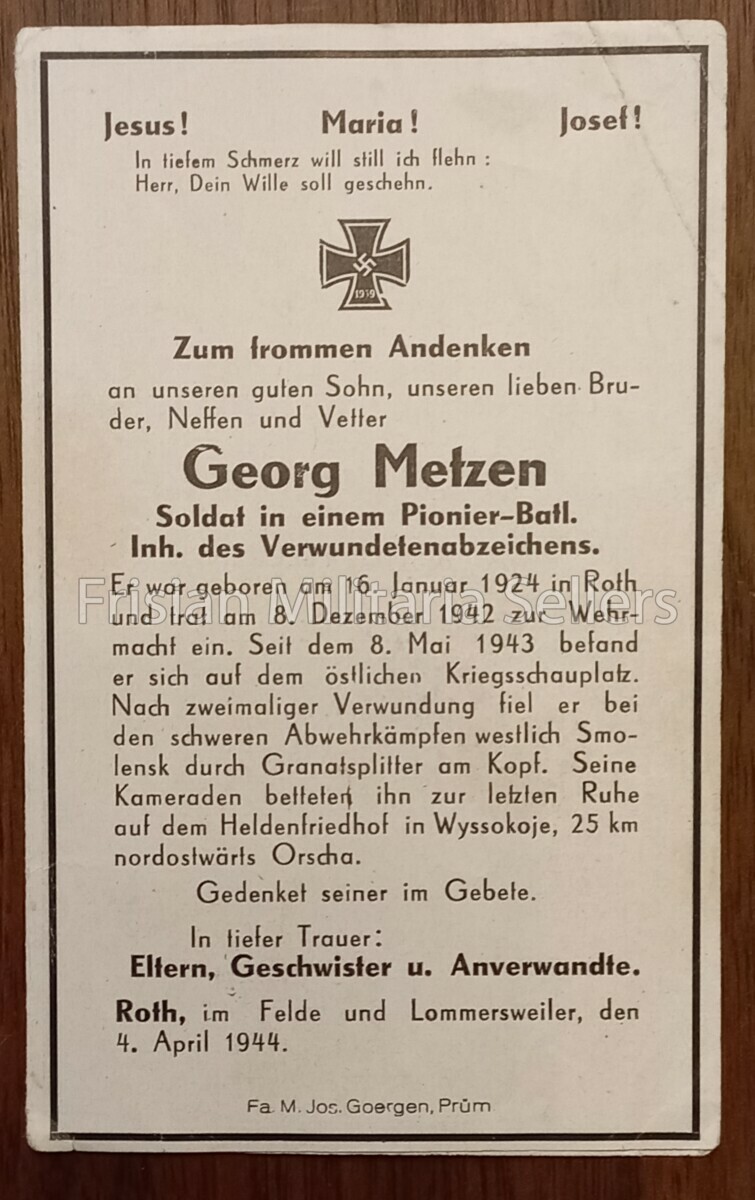 Jesus! Maria! Josef!
In tiefem Schmerz will still ich flehn :
Herr, Dein Wille soll geschehn.
1939
Zum frommen Andenken
an unseren guten Sohn, unseren lieben Bru-
der, Neffen und Vetter
Georg Metzen
Soldat in einem Pionier-Batl.
Inh. des Verwundetenabzeichens.
Er war geboren am 16. Januar 1924 in Roth
Frisian Militaria Sellers
und trat am 8. Dezember 1942 zur Wehr-
macht ein. Seit dem 8. Mai 1943 befand
er sich auf dem östlichen Kriegsschauplatz.
Nach zweimaliger Verwundung fiel er bei
den schweren Abwehrkämpfen westlich Smo-
lensk durch Granatsplitter am Kopf. Seine
Kameraden betteten ihn zur letzten Ruhe
auf dem Heldenfriedhof in Wyssokoje, 25 km
nordostwärts Orscha.
Gedenket seiner im Gebete.
In tiefer Trauer:
Eltern, Geschwister u. Anverwandte.
Roth, im Felde und Lommersweiler, den
4. April 1944.
Fa. M. Jos. Goergen, Prüm